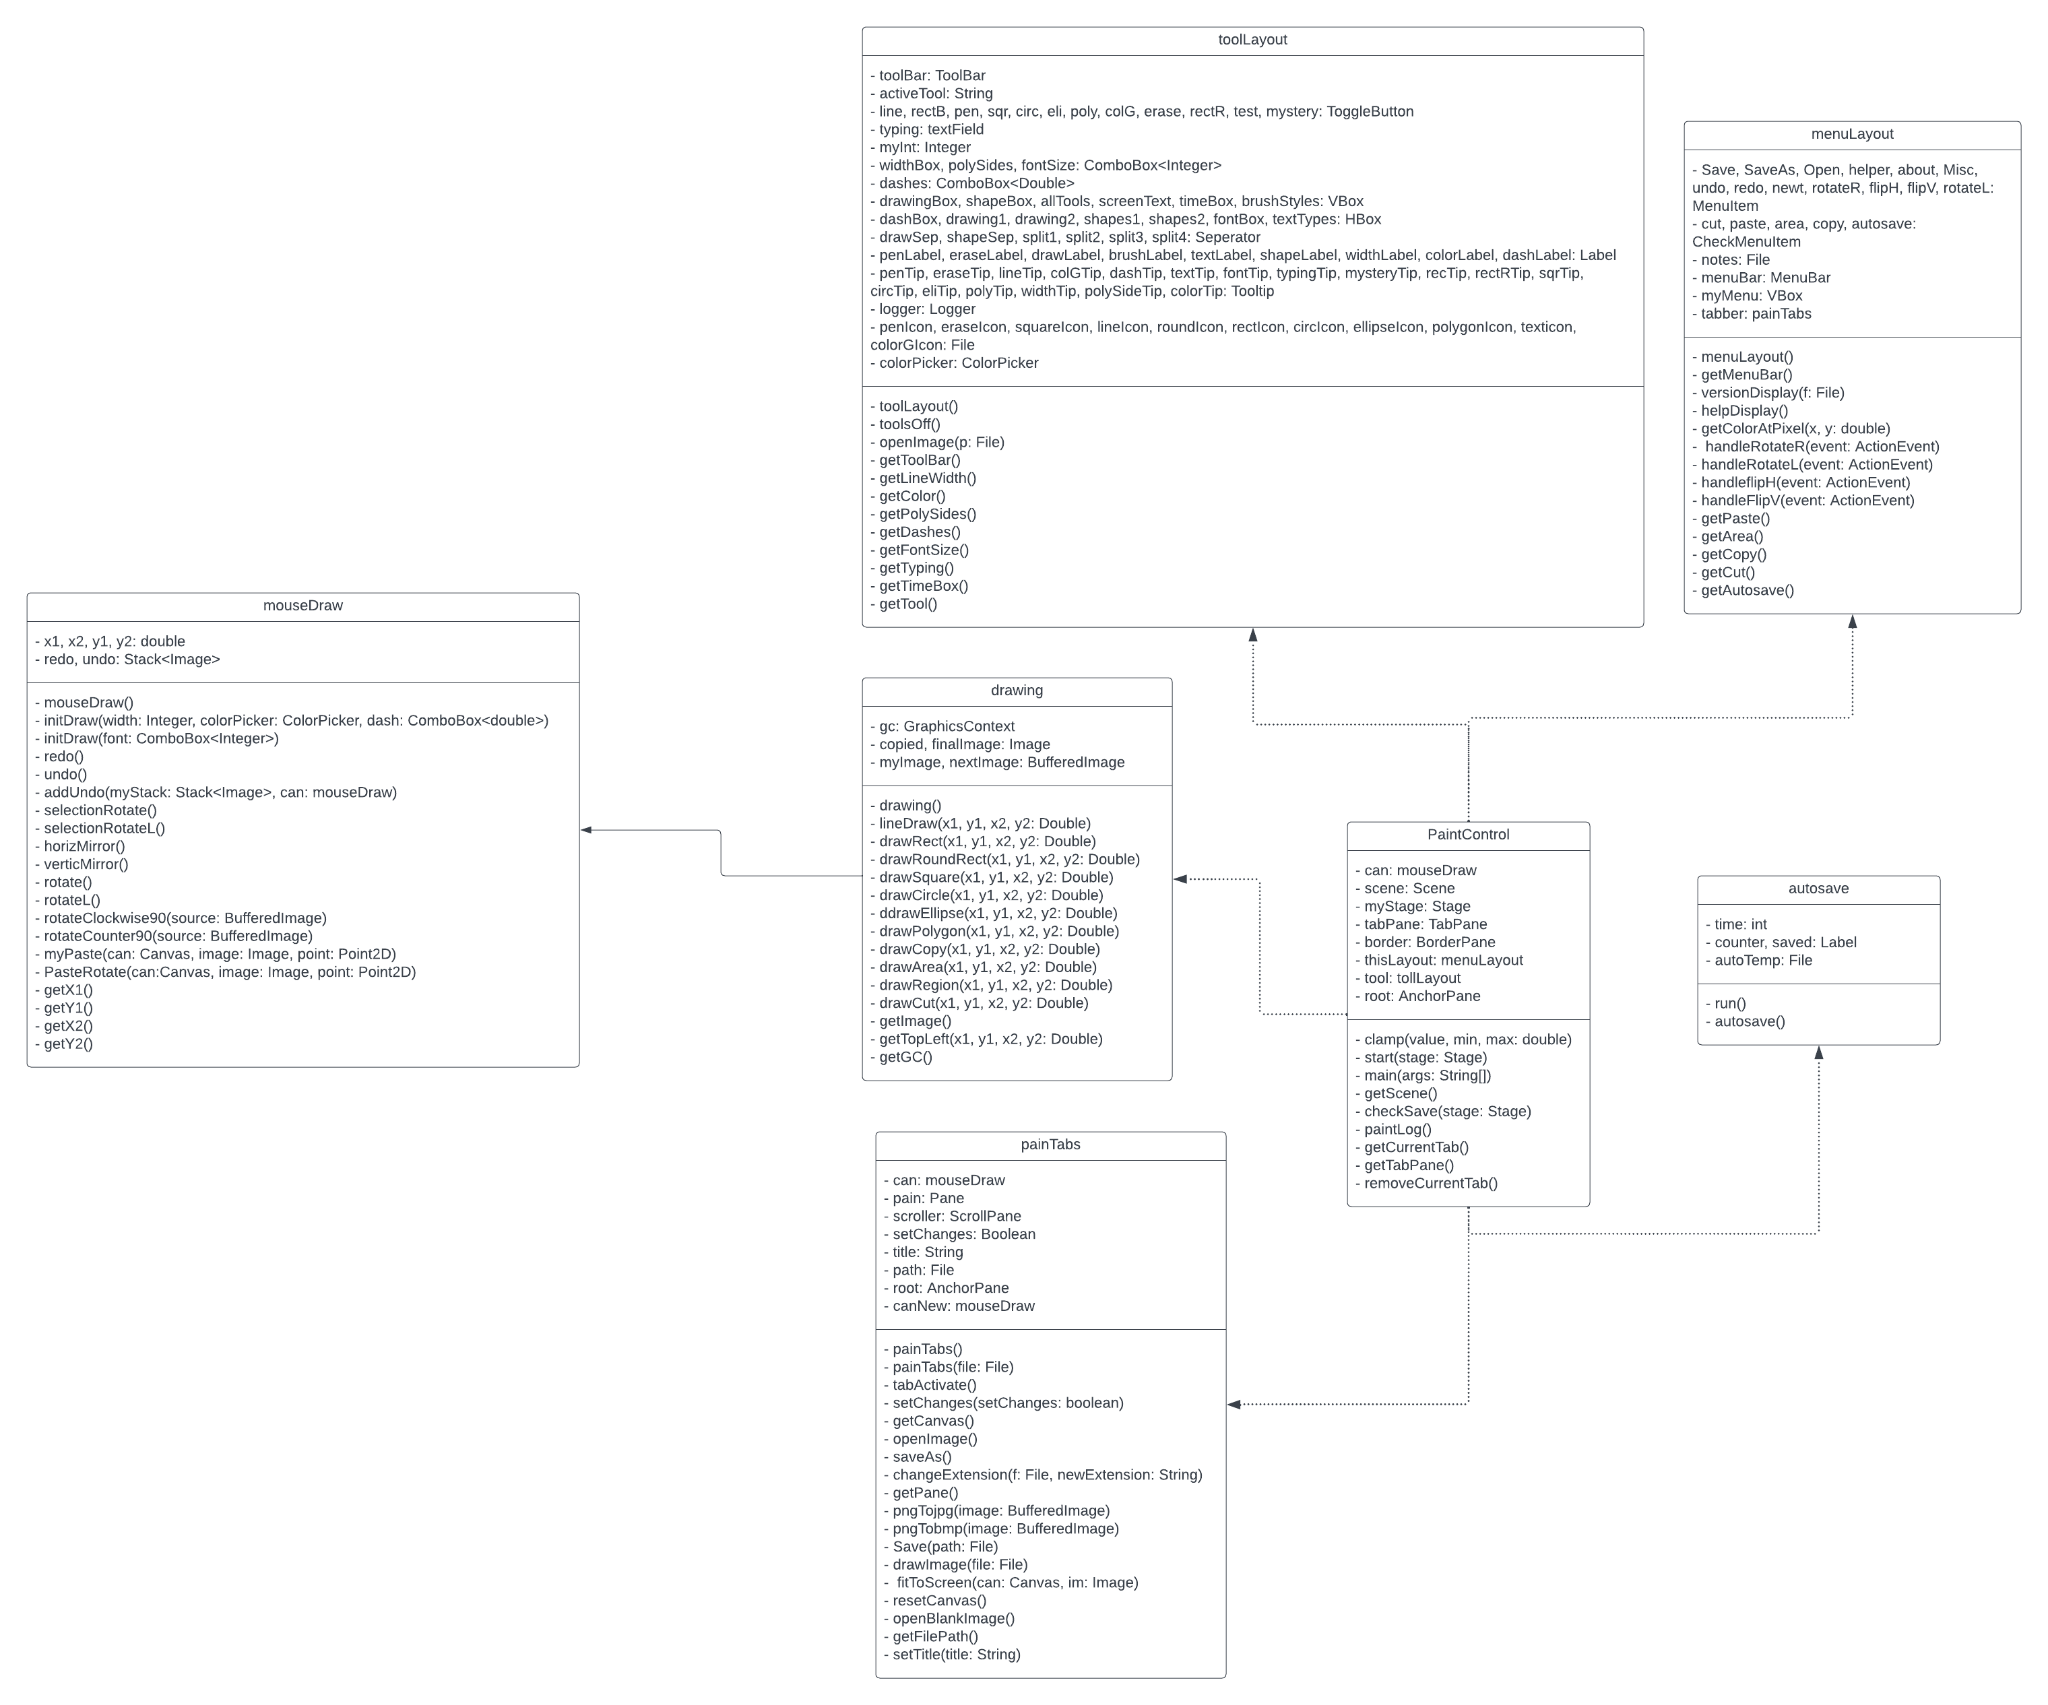 toolLayout
- toolBar: ToolBar
- activeTool: String
- line, rectB, pen, sqr, circ, eli, poly, colG, erase, rectR, test, mystery: ToggleButton
- typing: textField
- myInt: Integer
- widthBox, polySides, fontSize: ComboBox<Integer>
- dashes: ComboBox<Double>
- drawingBox, shapeBox, allTools, screenText, timeBox, brushStyles: VBox
- dashBox, drawing1, drawing2, shapes1, shapes2, fontBox, textTypes: HBox
- drawSep, shapeSep, split1, split2, split3, split4: Seperator
- penLabel, eraseLabel, drawLabel, brushLabel, textLabel, shapeLabel, widthLabel, colorLabel, dashLabel: Label
- penTip, eraseTip, lineTip, colGTip, dashTip, textTip, fontTip, typingTip, mysteryTip, recTip, rectRTip, sqrTip,
circTip, eliTip, polyTip, widthTip, polySideTip, colorTip: Tooltip
- logger: Logger
- penIcon, eraseIcon, squareIcon, lineIcon, roundIcon, rectIcon, circIcon, ellipseIcon, polygonIcon, texticon,
colorGIcon: File
- colorPicker: ColorPicker
- toolLayout()
- toolsOff()
- openImage(p: File)
- getToolBar()
- getLineWidth()
- getColor()
- getPolySides()
- getDashes()
- getFontSize()
- getTyping()
- getTimeBox()
- getTool()
menuLayout
- Save, SaveAs, Open, helper, about, Misc,
undo, redo, newt, rotateR, flipH, flipV, rotateL:
MenuItem
- cut, paste, area, copy, autosave:
CheckMenuItem
- notes: File
- menuBar: MenuBar
- myMenu: VBox
- tabber: painTabs
- menuLayout()
- getMenuBar()
- versionDisplay(f: File)
- helpDisplay()
- getColorAtPixel(x, y: double)
-  handleRotateR(event: ActionEvent)
- handleRotateL(event: ActionEvent)
- handleflipH(event: ActionEvent)
- handleFlipV(event: ActionEvent)
- getPaste()
- getArea()
- getCopy()
- getCut()
- getAutosave()
mouseDraw
- x1, x2, y1, y2: double
- redo, undo: Stack<Image>
- mouseDraw()
- initDraw(width: Integer, colorPicker: ColorPicker, dash: ComboBox<double>)
- initDraw(font: ComboBox<Integer>)
- redo()
- undo()
- addUndo(myStack: Stack<Image>, can: mouseDraw)
- selectionRotate()
- selectionRotateL()
- horizMirror()
- verticMirror()
- rotate()
- rotateL()
- rotateClockwise90(source: BufferedImage)
- rotateCounter90(source: BufferedImage)
- myPaste(can: Canvas, image: Image, point: Point2D)
- PasteRotate(can:Canvas, image: Image, point: Point2D)
- getX1()
- getY1()
- getX2()
- getY2()
drawing
- gc: GraphicsContext
- copied, finalImage: Image
- myImage, nextImage: BufferedImage
- drawing()
- lineDraw(x1, y1, x2, y2: Double)
- drawRect(x1, y1, x2, y2: Double)
- drawRoundRect(x1, y1, x2, y2: Double)
- drawSquare(x1, y1, x2, y2: Double)
- drawCircle(x1, y1, x2, y2: Double)
- ddrawEllipse(x1, y1, x2, y2: Double)
- drawPolygon(x1, y1, x2, y2: Double)
- drawCopy(x1, y1, x2, y2: Double)
- drawArea(x1, y1, x2, y2: Double)
- drawRegion(x1, y1, x2, y2: Double)
- drawCut(x1, y1, x2, y2: Double)
- getImage()
- getTopLeft(x1, y1, x2, y2: Double)
- getGC()
PaintControl
- can: mouseDraw
- scene: Scene
- myStage: Stage
- tabPane: TabPane
- border: BorderPane
- thisLayout: menuLayout
- tool: tollLayout
- root: AnchorPane
- clamp(value, min, max: double)
- start(stage: Stage)
- main(args: String[])
- getScene()
- checkSave(stage: Stage)
- paintLog()
- getCurrentTab()
- getTabPane()
- removeCurrentTab()
autosave
- time: int
- counter, saved: Label
- autoTemp: File
- run()
- autosave()
painTabs
- can: mouseDraw
- pain: Pane
- scroller: ScrollPane
- setChanges: Boolean
- title: String
- path: File
- root: AnchorPane
- canNew: mouseDraw
- painTabs()
- painTabs(file: File)
- tabActivate()
- setChanges(setChanges: boolean)
- getCanvas()
- openImage()
- saveAs()
- changeExtension(f: File, newExtension: String)
- getPane()
- pngTojpg(image: BufferedImage)
- pngTobmp(image: BufferedImage)
- Save(path: File)
- drawImage(file: File)
-  fitToScreen(can: Canvas, im: Image)
- resetCanvas()
- openBlankImage()
- getFilePath()
- setTitle(title: String)